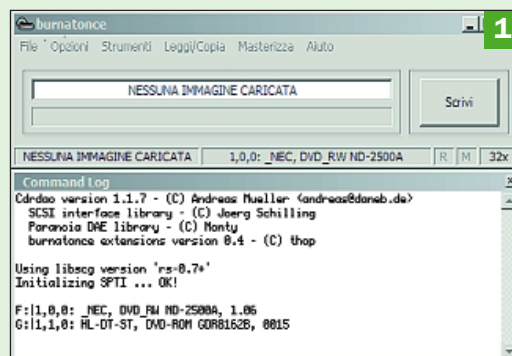 burnatonce
1
File Opzioni Strumenti Leggi/Copia Masterizza Aiuto
NESSUNA IMMAGINE CARICATA
Scrivi
NESSUNA IMMAGINE CARICATA 1,0,0: _NEC, DVD_RW ND-2500A R M 32x
Command Log
Cdrdao version 1.1.7 - (C) Andreas Mueller <andreas@daneb.de>
SCSI interface library - (C) Joerg Schilling
Paranoia DAE library - (C) Monty
burnatonce extensions version 0.4 - (C) thop
Using libscg version 'rs-0.7+'
Initializing SPTI ... OK!
F:|1,0,0: _NEC, DVD_RW ND-2500A, 1.06
G:|1,1,0: HL-DT-ST, DVD-ROM GDR8162B, 0015